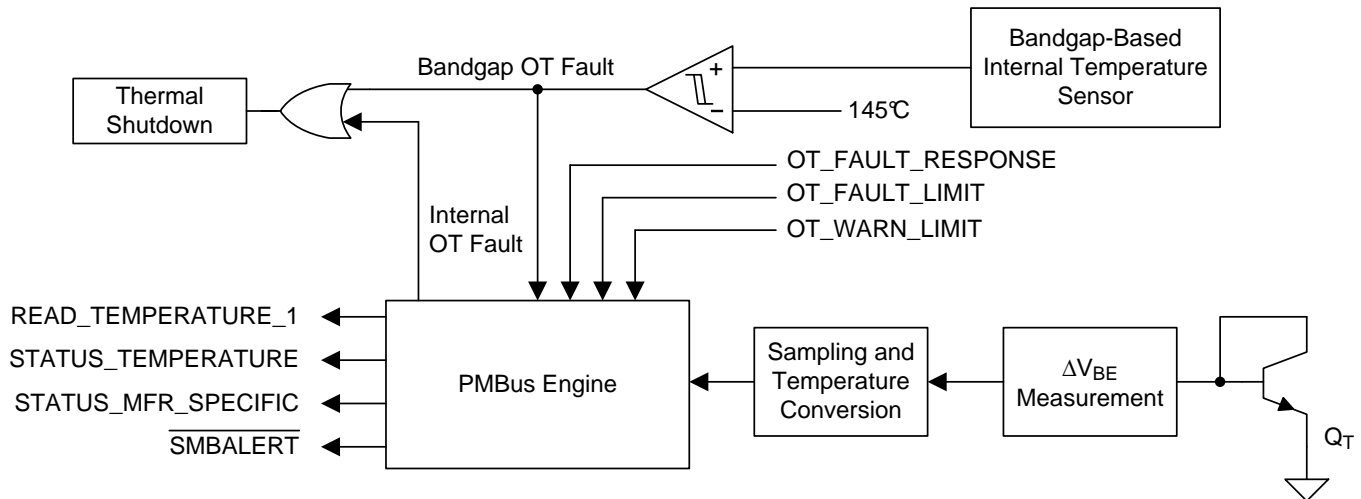 Bandgap-Based
Internal Temperature
Sensor
Bandgap OT Fault
+
−
145℃
Thermal
Shutdown
OT_FAULT_RESPONSE
OT_FAULT_LIMIT
OT_WARN_LIMIT
Internal
OT Fault
READ_TEMPERATURE_1
STATUS_TEMPERATURE
STATUS_MFR_SPECIFIC
SMBALERT
PMBus Engine
Sampling and
Temperature
Conversion
ΔVBE
Measurement
QT